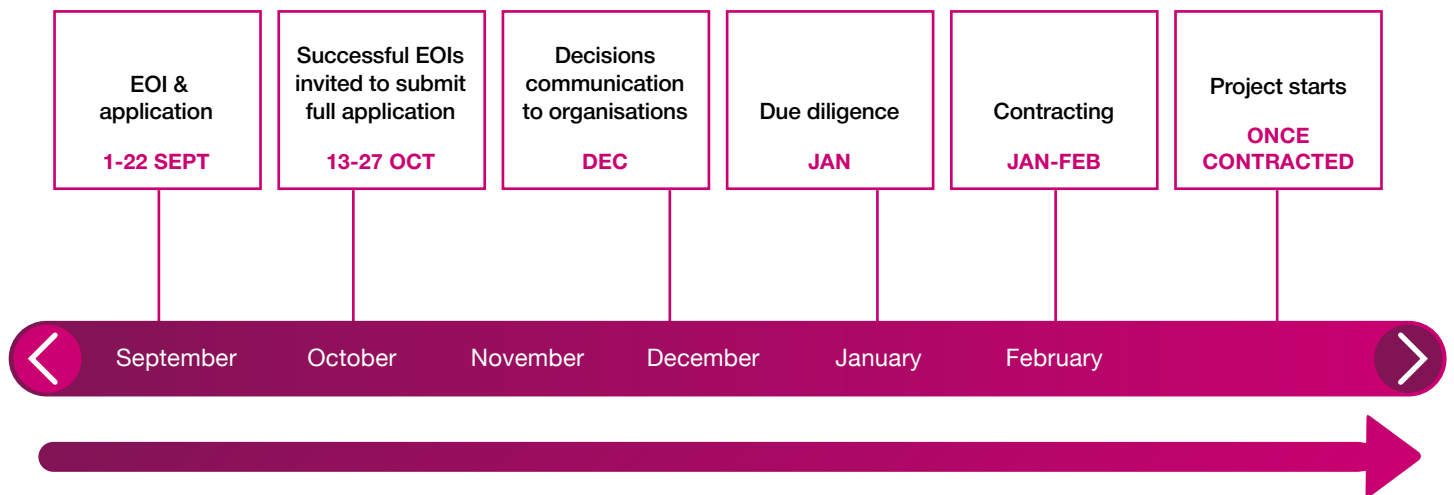 EOI &
application
1-22 SEPT
Successful EOIs
invited to submit
full application
13-27 OCT
Decisions
communication
to organisations
DEC
Due diligence
JAN
Contracting
JAN-FEB
Project starts
ONCE
CONTRACTED
September
October
November
December
January
February